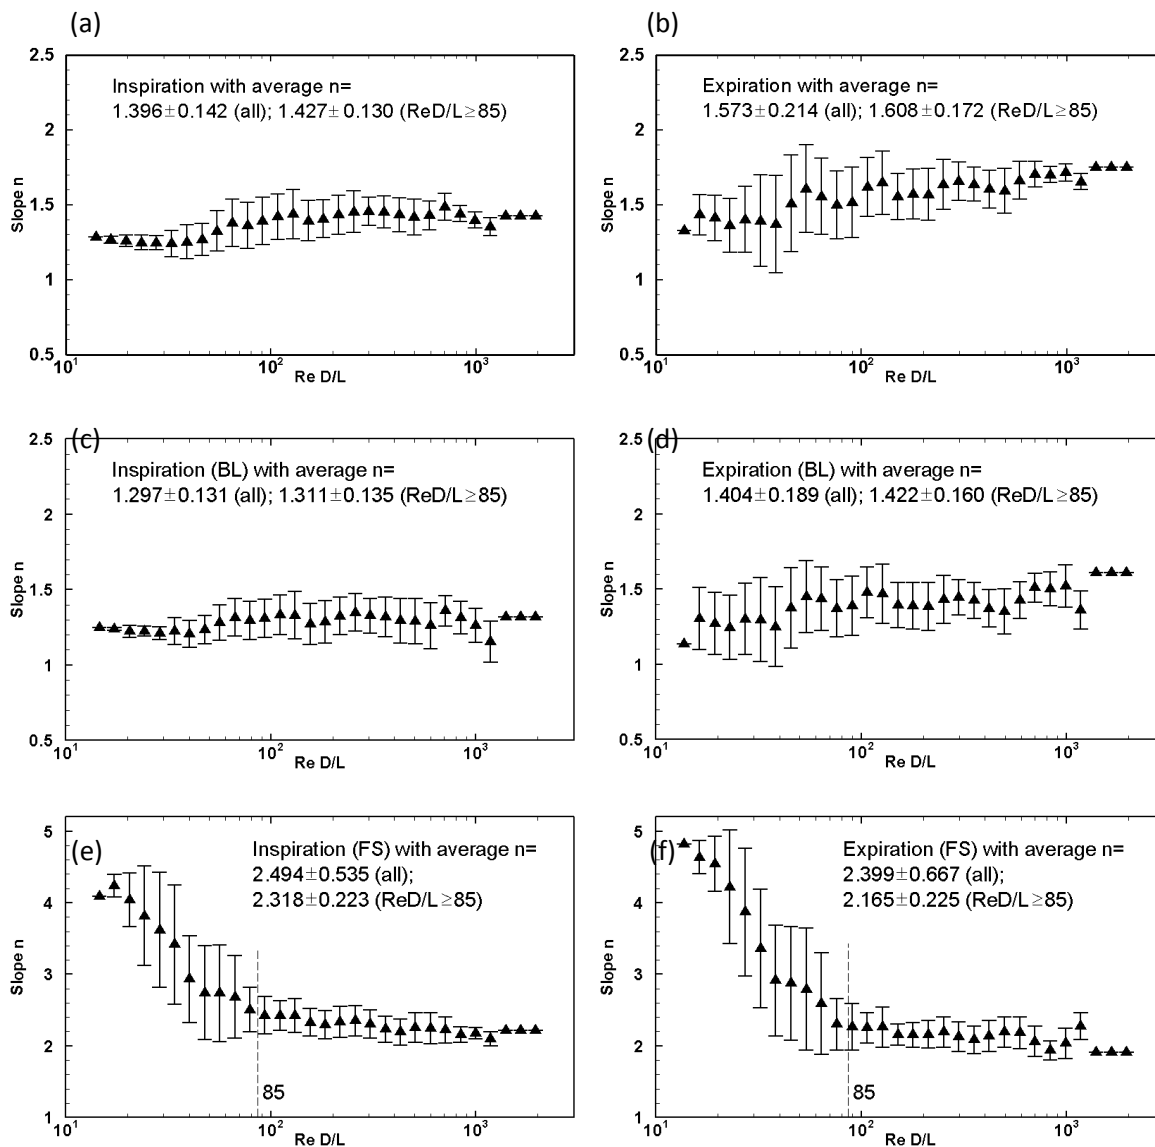 (a)
2.5
2
1.5
1
0.5
Slope n
Inspiration with average n=
1.396±0.142 (all); 1.427±0.130 (ReD/L≥85)
10¹ 10² 10³
Re D/L
(b)
2.5
2
1.5
1
0.5
Slope n
Expiration with average n=
1.573±0.214 (all); 1.608±0.172 (ReD/L≥85)
10¹ 10² 10³
Re D/L
(c)
2.5
2
1.5
1
0.5
Slope n
Inspiration (BL) with average n=
1.297±0.131 (all); 1.311±0.135 (ReD/L≥85)
10¹ 10² 10³
Re D/L
(d)
2.5
2
1.5
1
0.5
Slope n
Expiration (BL) with average n=
1.404±0.189 (all); 1.422±0.160 (ReD/L≥85)
10¹ 10² 10³
Re D/L
(e)
5
4
3
2
1
Slope n
Inspiration (FS) with average n=
2.494±0.535 (all);
2.318±0.223 (ReD/L≥85)
85
10¹ 10² 10³
Re D/L
(f)
5
4
3
2
1
Slope n
Expiration (FS) with average n=
2.399±0.667 (all);
2.165±0.225 (ReD/L≥85)
85
10¹ 10² 10³
Re D/L